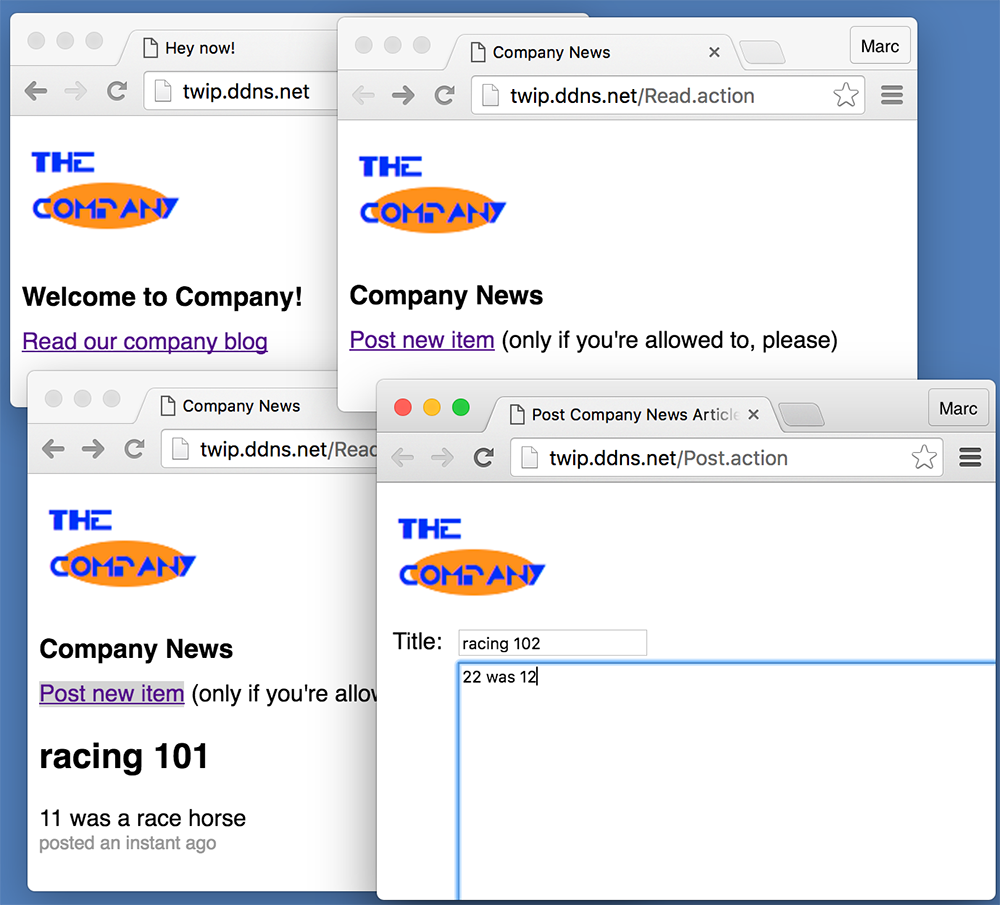 Hey now!
twip.ddns.net
THE
COMPANY
Welcome to Company!
Read our company blog
Company News
Marc
twip.ddns.net/Read.action
THE
COMPANY
Company News
Post new item (only if you're allowed to, please)
Company News
twip.ddns.net/Read
THE
COMPANY
Company News
Post new item (only if you're allow
racing 101
11 was a race horse
posted an instant ago
Post Company News Article
Marc
twip.ddns.net/Post.action
THE
COMPANY
Title: racing 102
22 was 12